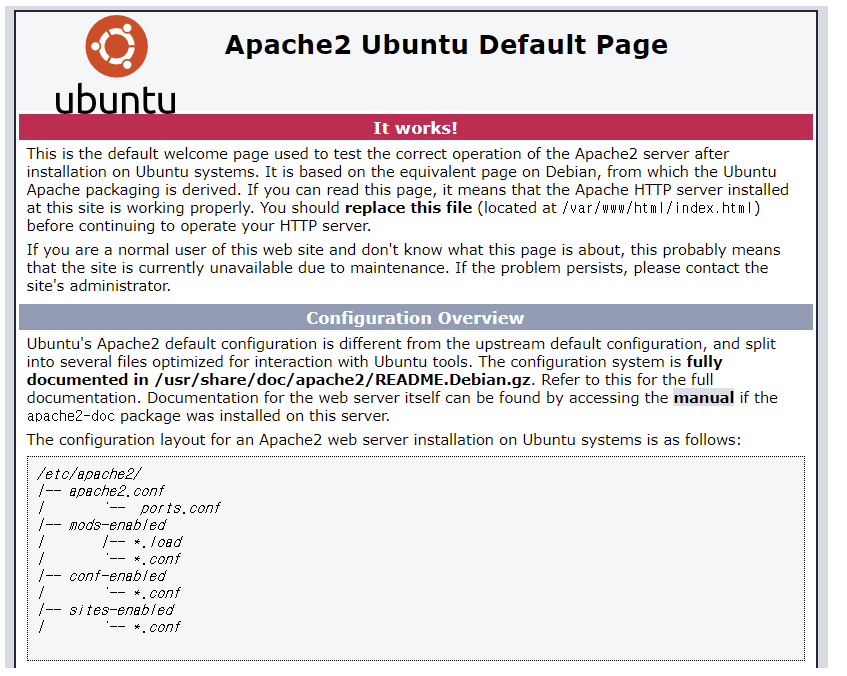 Apache2 Ubuntu Default Page
ubuntu
It works!
This is the default welcome page used to test the correct operation of the Apache2 server after
installation on Ubuntu systems. It is based on the equivalent page on Debian, from which the Ubuntu
Apache packaging is derived. If you can read this page, it means that the Apache HTTP server installed
at this site is working properly. You should replace this file (located at /var/www/html/index.html)
before continuing to operate your HTTP server.
If you are a normal user of this web site and don't know what this page is about, this probably means
that the site is currently unavailable due to maintenance. If the problem persists, please contact the
site's administrator.
Configuration Overview
Ubuntu's Apache2 default configuration is different from the upstream default configuration, and split
into several files optimized for interaction with Ubuntu tools. The configuration system is fully
documented in /usr/share/doc/apache2/README.Debian.gz. Refer to this for the full
documentation. Documentation for the web server itself can be found by accessing the manual if the
apache2-doc package was installed on this server.
The configuration layout for an Apache2 web server installation on Ubuntu systems is as follows:
/etc/apache2/
|-- apache2.conf
|       `--  ports.conf
|-- mods-enabled
|       |-- *.load
|       `-- *.conf
|-- conf-enabled
|       `-- *.conf
|-- sites-enabled
|       `-- *.conf